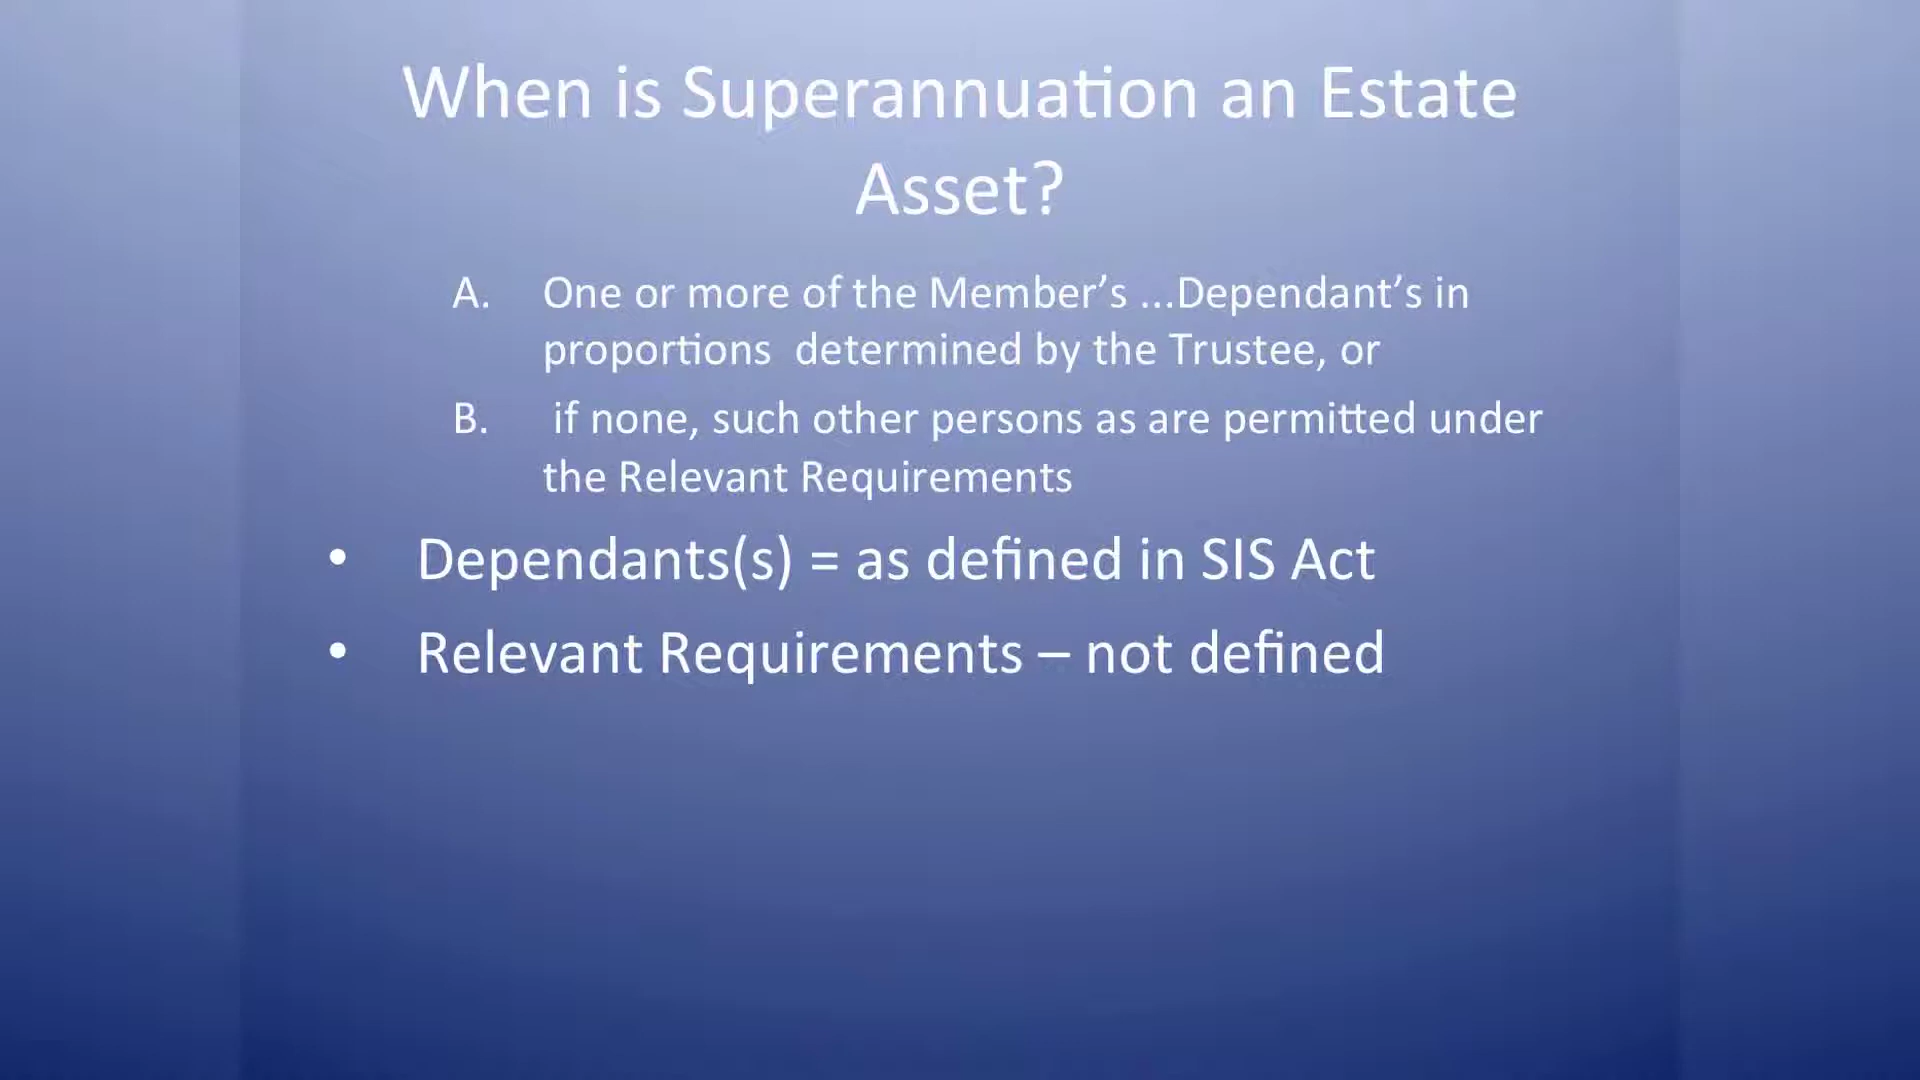 When is Superannuation an Estate
Asset?
A. One or more of the Member’s ...Dependant’s in
proportions determined by the Trustee, or
B. if none, such other persons as are permitted under
the Relevant Requirements
• Dependants(s) = as defined in SIS Act
• Relevant Requirements – not defined